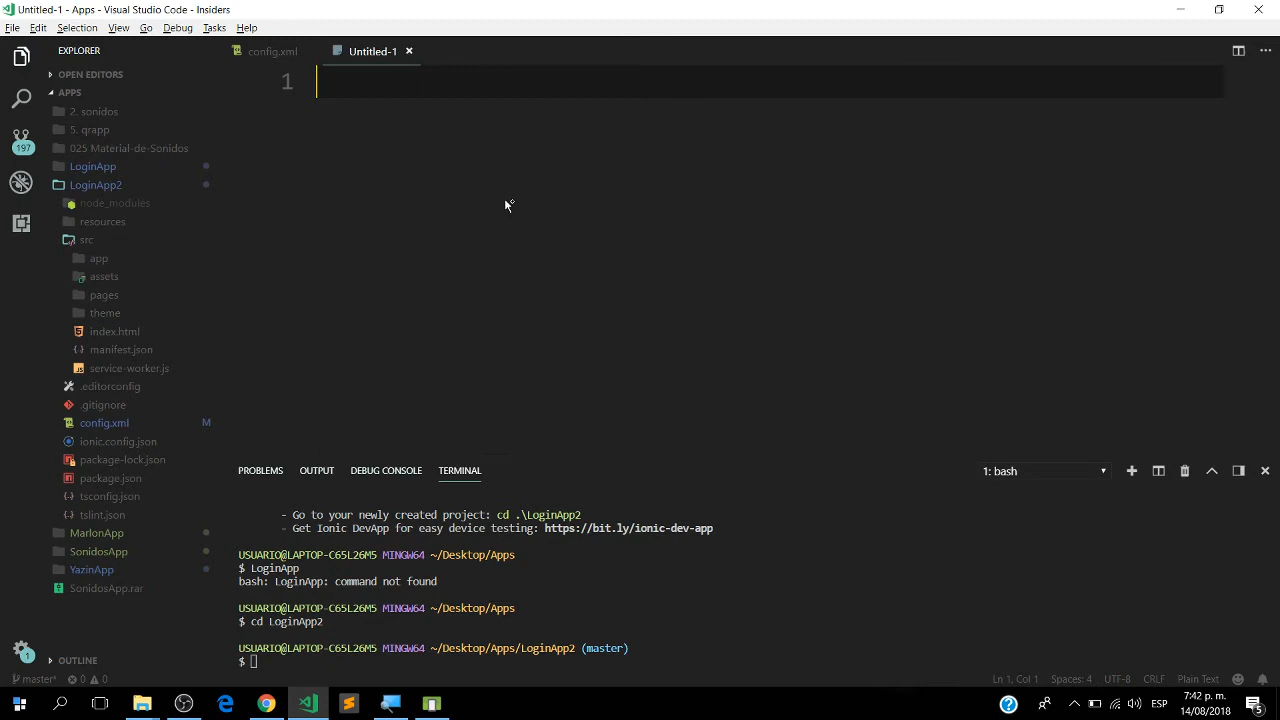 Untitled-1 - Apps - Visual Studio Code - Insiders
File Edit Selection View Go Debug Tasks Help
EXPLORER
config.xml
Untitled-1
OPEN EDITORS
APPS
1
2. sonidos
5. qrapp
025 Material-de-Sonidos
LoginApp
LoginApp2
node_modules
resources
src
app
assets
pages
theme
index.html
manifest.json
service-worker.js
.editorconfig
.gitignore
config.xml M
ionic.config.json
package-lock.json
package.json
tsconfig.json
tslint.json
MarlonApp
SonidosApp
YazinApp
SonidosApp.rar
OUTLINE
197
1
PROBLEMS OUTPUT DEBUG CONSOLE TERMINAL
1: bash
- Go to your newly created project: cd .\LoginApp2
- Get Ionic DevApp for easy device testing: https://bit.ly/ionic-dev-app
USUARIO@LAPTOP-C65L26M5 MINGW64 ~/Desktop/Apps
$ LoginApp
bash: LoginApp: command not found
USUARIO@LAPTOP-C65L26M5 MINGW64 ~/Desktop/Apps
$ cd LoginApp2
USUARIO@LAPTOP-C65L26M5 MINGW64 ~/Desktop/Apps/LoginApp2 (master)
$
master* 0 0
Ln 1, Col 1 Spaces: 4 UTF-8 CRLF Plain Text
ESP
7:42 p. m.
14/08/2018
5